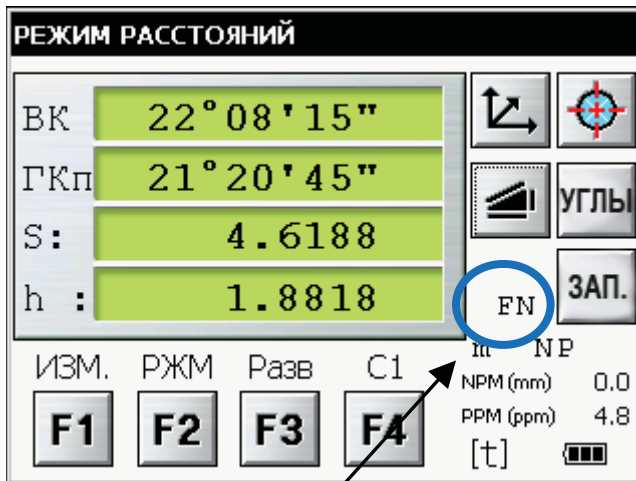 РЕЖИМ РАССТОЯНИЙ
ВК 22°08'15"
ГКп 21°20'45"
S: 4.6188
h : 1.8818
УГЛЫ
ЗАП.
FN
m NP
NPM (mm) 0.0
PPM (ppm) 4.8
[t]
ИЗМ. РЖМ Разв С1
F1 F2 F3 F4